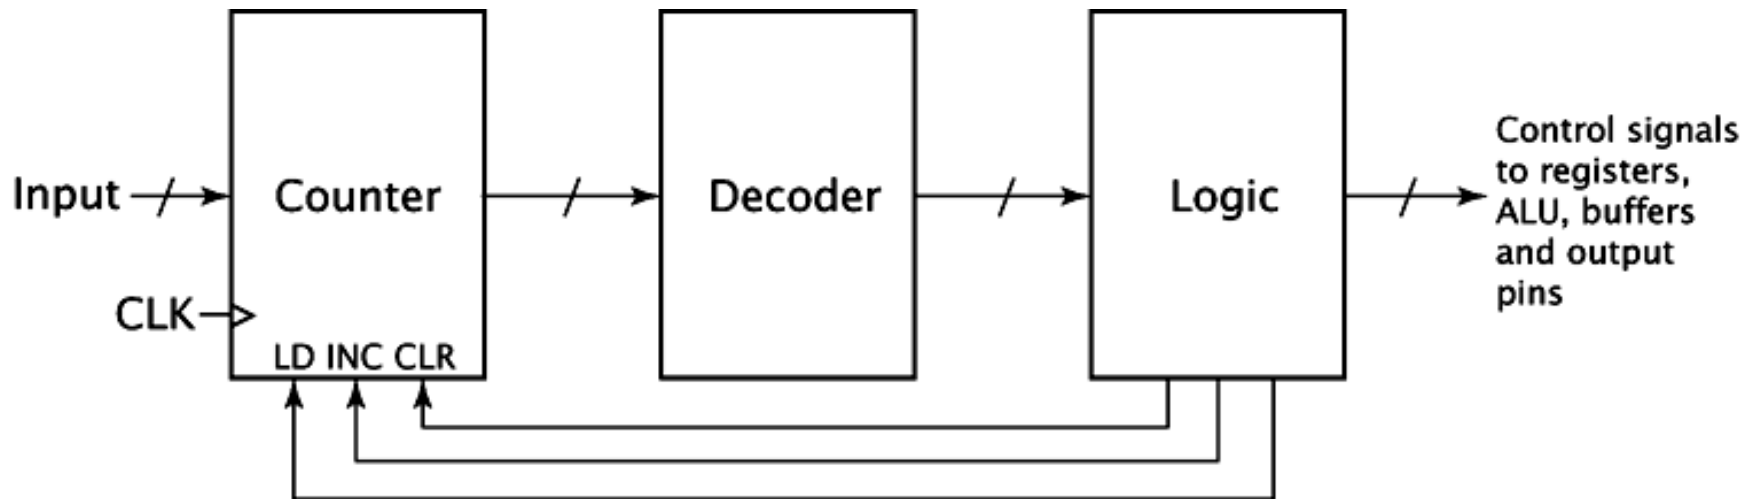 Input
Counter
Decoder
Logic
Control signals
to registers,
ALU, buffers
and output
pins
CLK
LD INC CLR